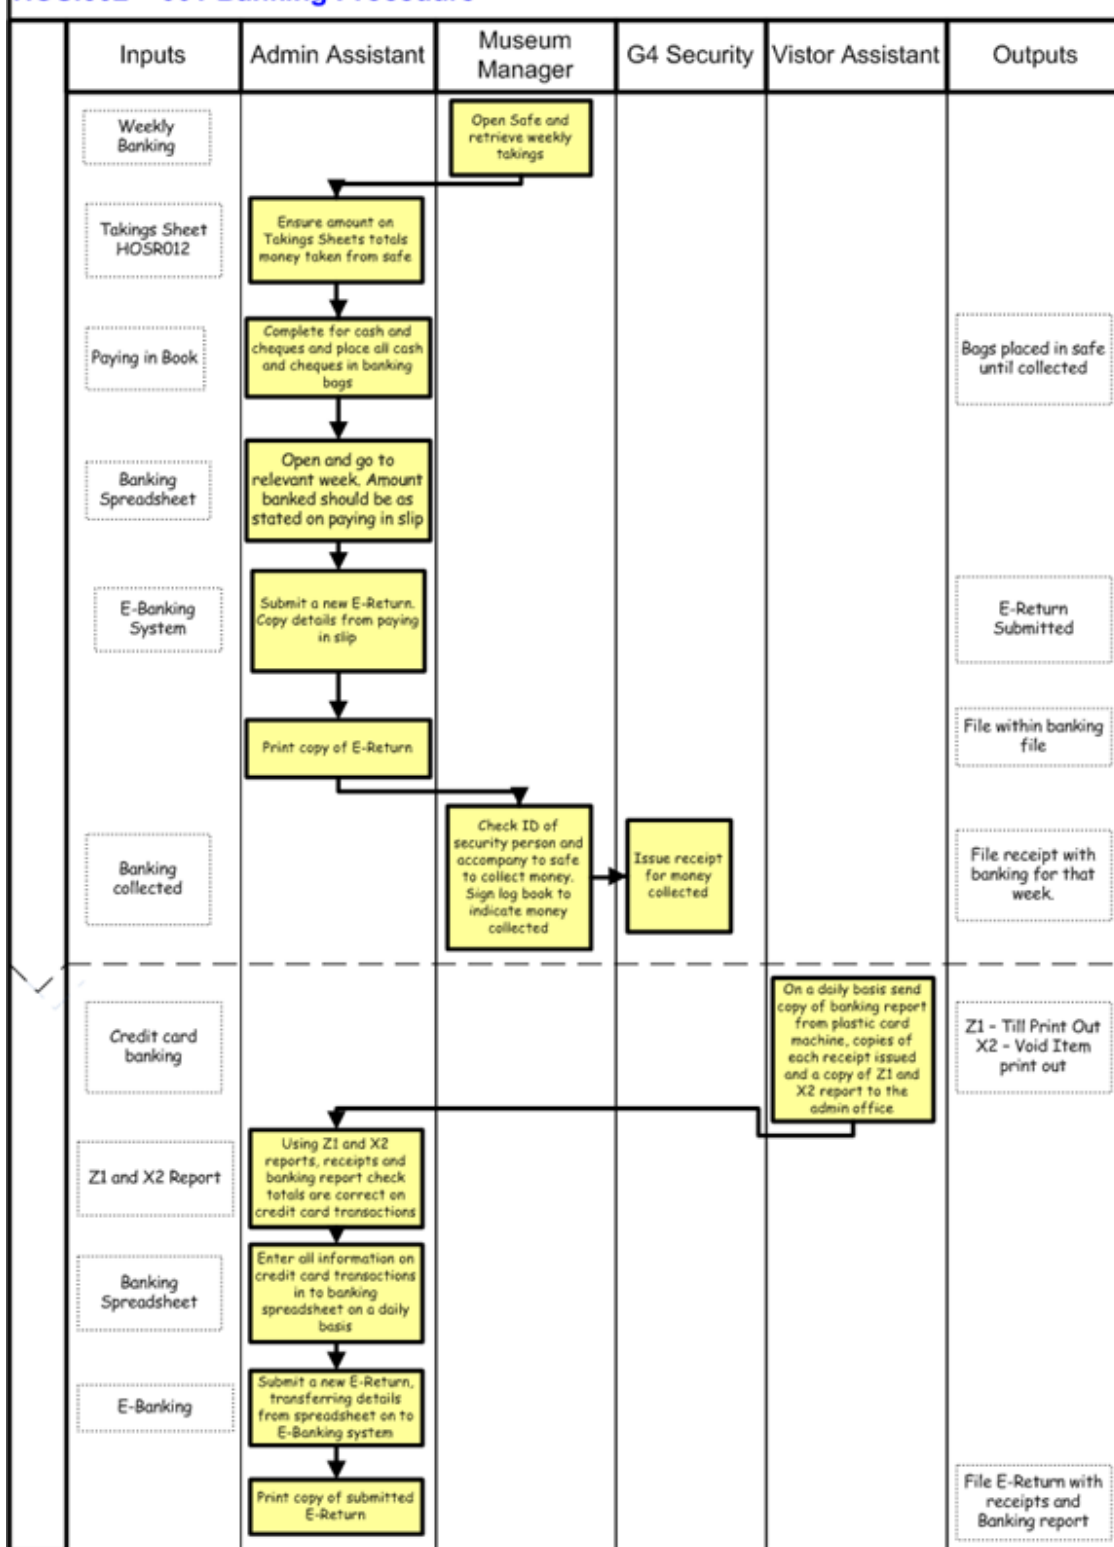 Inputs
Admin Assistant
Museum
Manager
G4 Security
Vistor Assistant
Outputs
Weekly
Banking
Open Safe and
retrieve weekly
takings
Takings Sheet
HOSR012
Ensure amount on
Takings Sheets totals
money taken from safe
Paying in Book
Complete for cash and
cheques and place all cash
and cheques in banking
bags
Bags placed in safe
until collected
Banking
Spreadsheet
Open and go to
relevant week. Amount
banked should be as
stated on paying in slip
E-Banking
System
Submit a new E-Return.
Copy details from paying
in slip
E-Return
Submitted
Print copy of E-Return
File within banking
file
Banking
collected
Check ID of
security person and
accompany to safe
to collect money.
Sign log book to
indicate money
collected
Issue receipt
for money
collected
File receipt with
banking for that
week.
Credit card
banking
On a daily basis send
copy of banking report
from plastic card
machine, copies of
each receipt issued
and a copy of Z1 and
X2 report to the
admin office
Z1 - Till Print Out
X2 - Void Item
print out
Z1 and X2 Report
Using Z1 and X2
reports, receipts and
banking report check
totals are correct on
credit card transactions
Banking
Spreadsheet
Enter all information on
credit card transactions
in to banking
spreadsheet on a daily
basis
E-Banking
Submit a new E-Return,
transferring details
from spreadsheet on to
E-Banking system
Print copy of submitted
E-Return
File E-Return with
receipts and
Banking report